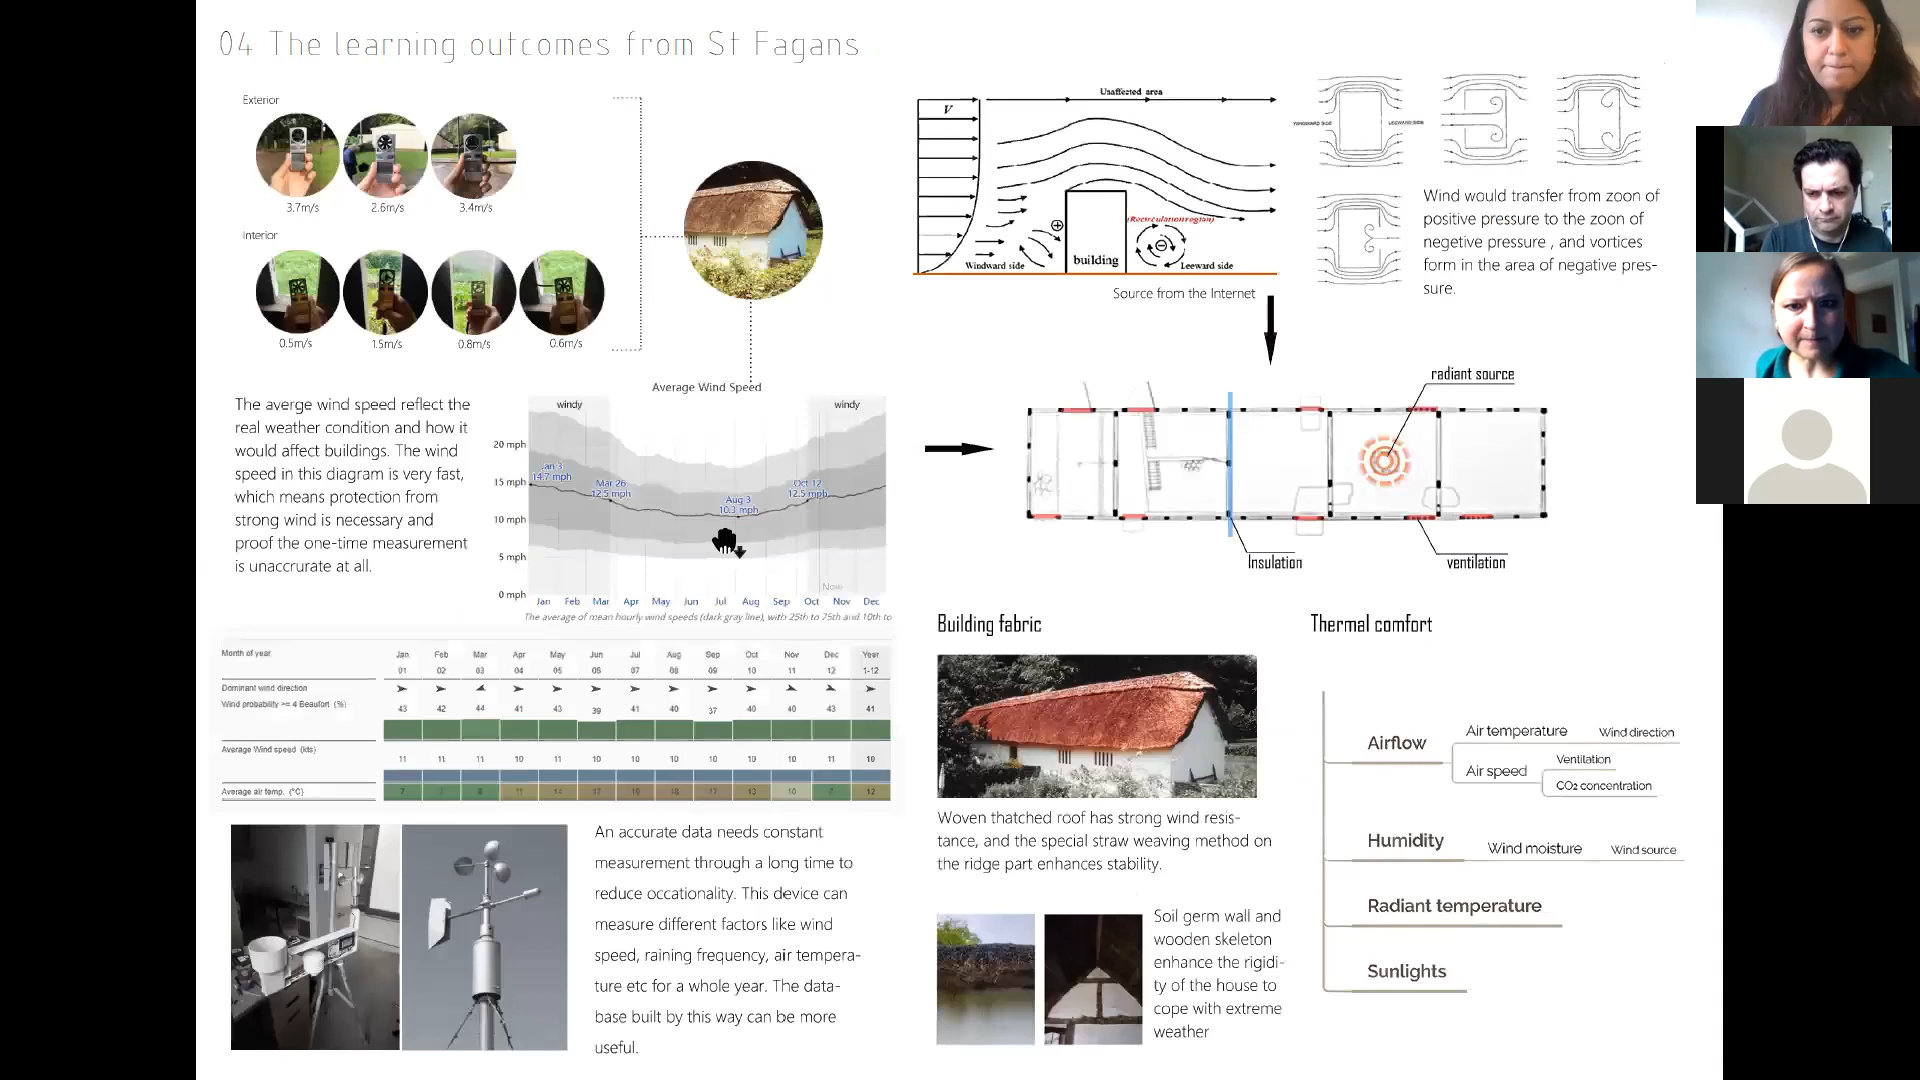 04 The learning outcomes from St Fagans
Exterior
3.7m/s
2.6m/s
3.4m/s
Interior
0.5m/s
1.5m/s
0.8m/s
0.6m/s
The averge wind speed reflect the
real weather condition and how it
would affect buildings. The wind
speed in this diagram is very fast,
which means protection from
strong wind is necessary and
proof the one-time measurement
is unaccrurate at all.
Average Wind Speed
windy
windy
20 mph
15 mph
10 mph
5 mph
0 mph
Jan 3
14.7 mph
Mar 26
12.5 mph
Aug 3
10.3 mph
Oct 12
12.5 mph
Now
Jan Feb Mar Apr May Jun Jul Aug Sep Oct Nov Dec
The average of mean hourly wind speeds (dark gray line), with 25th to 75th and 10th to
Month of year Jan Feb Mar Apr May Jun Jul Aug Sep Oct Nov Dec Year
01 02 03 04 05 06 07 08 09 10 11 12 1-12
Dominant wind direction
Wind probability >= 4 Beaufort (%) 43 42 44 41 43 39 41 40 37 40 40 43 41
Average Wind speed (kts) 11 11 11 10 11 10 10 10 10 10 10 11 10
Average air temp. (°C)
An accurate data needs constant
measurement through a long time to
reduce occationality. This device can
measure different factors like wind
speed, raining frequency, air tempera-
ture etc for a whole year. The data-
base built by this way can be more
useful.
V
Unaffected area
(Recirculation region)
building
Windward side
Leeward side
Source from the Internet
WINDWARD SIDE
LEEWARD SIDE
Wind would transfer from zoon of
positive pressure to the zoon of
negetive pressure , and vortices
form in the area of negative pres-
sure.
radiant source
Insulation
ventilation
Building fabric
Woven thatched roof has strong wind resis-
tance, and the special straw weaving method on
the ridge part enhances stability.
Soil germ wall and
wooden skeleton
enhance the rigidi-
ty of the house to
cope with extreme
weather
Thermal comfort
Airflow
Air temperature
Wind direction
Air speed
Ventilation
CO2 concentration
Humidity
Wind moisture
Wind source
Radiant temperature
Sunlights